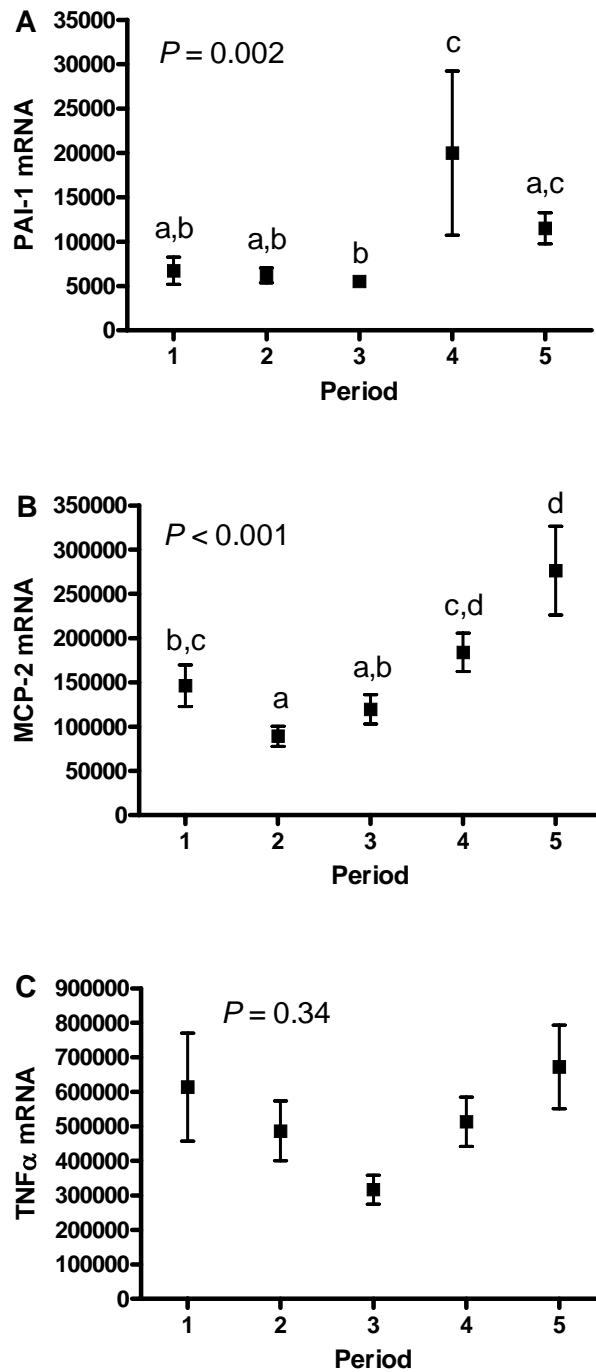 A
P = 0.002
PAI-1 mRNA
35000
30000
25000
20000
15000
10000
5000
0
a,b
a,b
b
c
a,c
1 2 3 4 5
Period
B
P < 0.001
MCP-2 mRNA
350000
300000
250000
200000
150000
100000
50000
0
b,c
a
a,b
c,d
d
1 2 3 4 5
Period
C
P = 0.34
TNFα mRNA
900000
800000
700000
600000
500000
400000
300000
200000
100000
0
1 2 3 4 5
Period